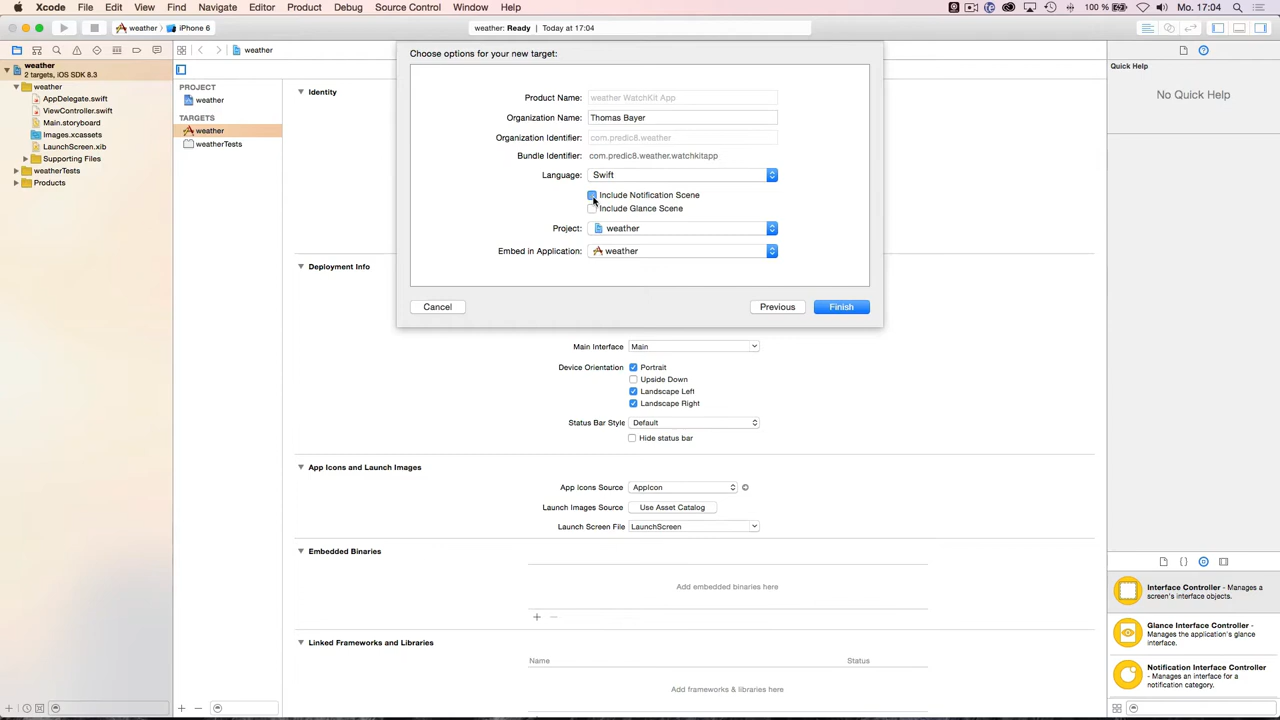 Xcode File Edit View Find Navigate Editor Product Debug Source Control Window Help 100 % Mo. 17:04
weather iPhone 6 weather: Ready Today at 17:04
weather
Choose options for your new target:
weather
2 targets, iOS SDK 8.3
weather
AppDelegate.swift
ViewController.swift
Main.storyboard
Images.xcassets
LaunchScreen.xib
Supporting Files
weatherTests
Products
PROJECT
weather
TARGETS
weather
weatherTests
Identity
Product Name: weather WatchKit App
Organization Name: Thomas Bayer
Organization Identifier: com.predic8.weather
Bundle Identifier: com.predic8.weather.watchkitapp
Language: Swift
Include Notification Scene
Include Glance Scene
Project: weather
Embed in Application: weather
Cancel Previous Finish
Deployment Info
Main Interface Main
Device Orientation Portrait
Upside Down
Landscape Left
Landscape Right
Status Bar Style Default
Hide status bar
App Icons and Launch Images
App Icons Source AppIcon
Launch Images Source Use Asset Catalog
Launch Screen File LaunchScreen
Embedded Binaries
Add embedded binaries here
Linked Frameworks and Libraries
Name Status
Add frameworks & libraries here
Quick Help
No Quick Help
Interface Controller - Manages a
screen's interface objects.
Glance Interface Controller -
Manages the application's glance
interface.
Notification Interface Controller
- Manages an interface for a
notification category.